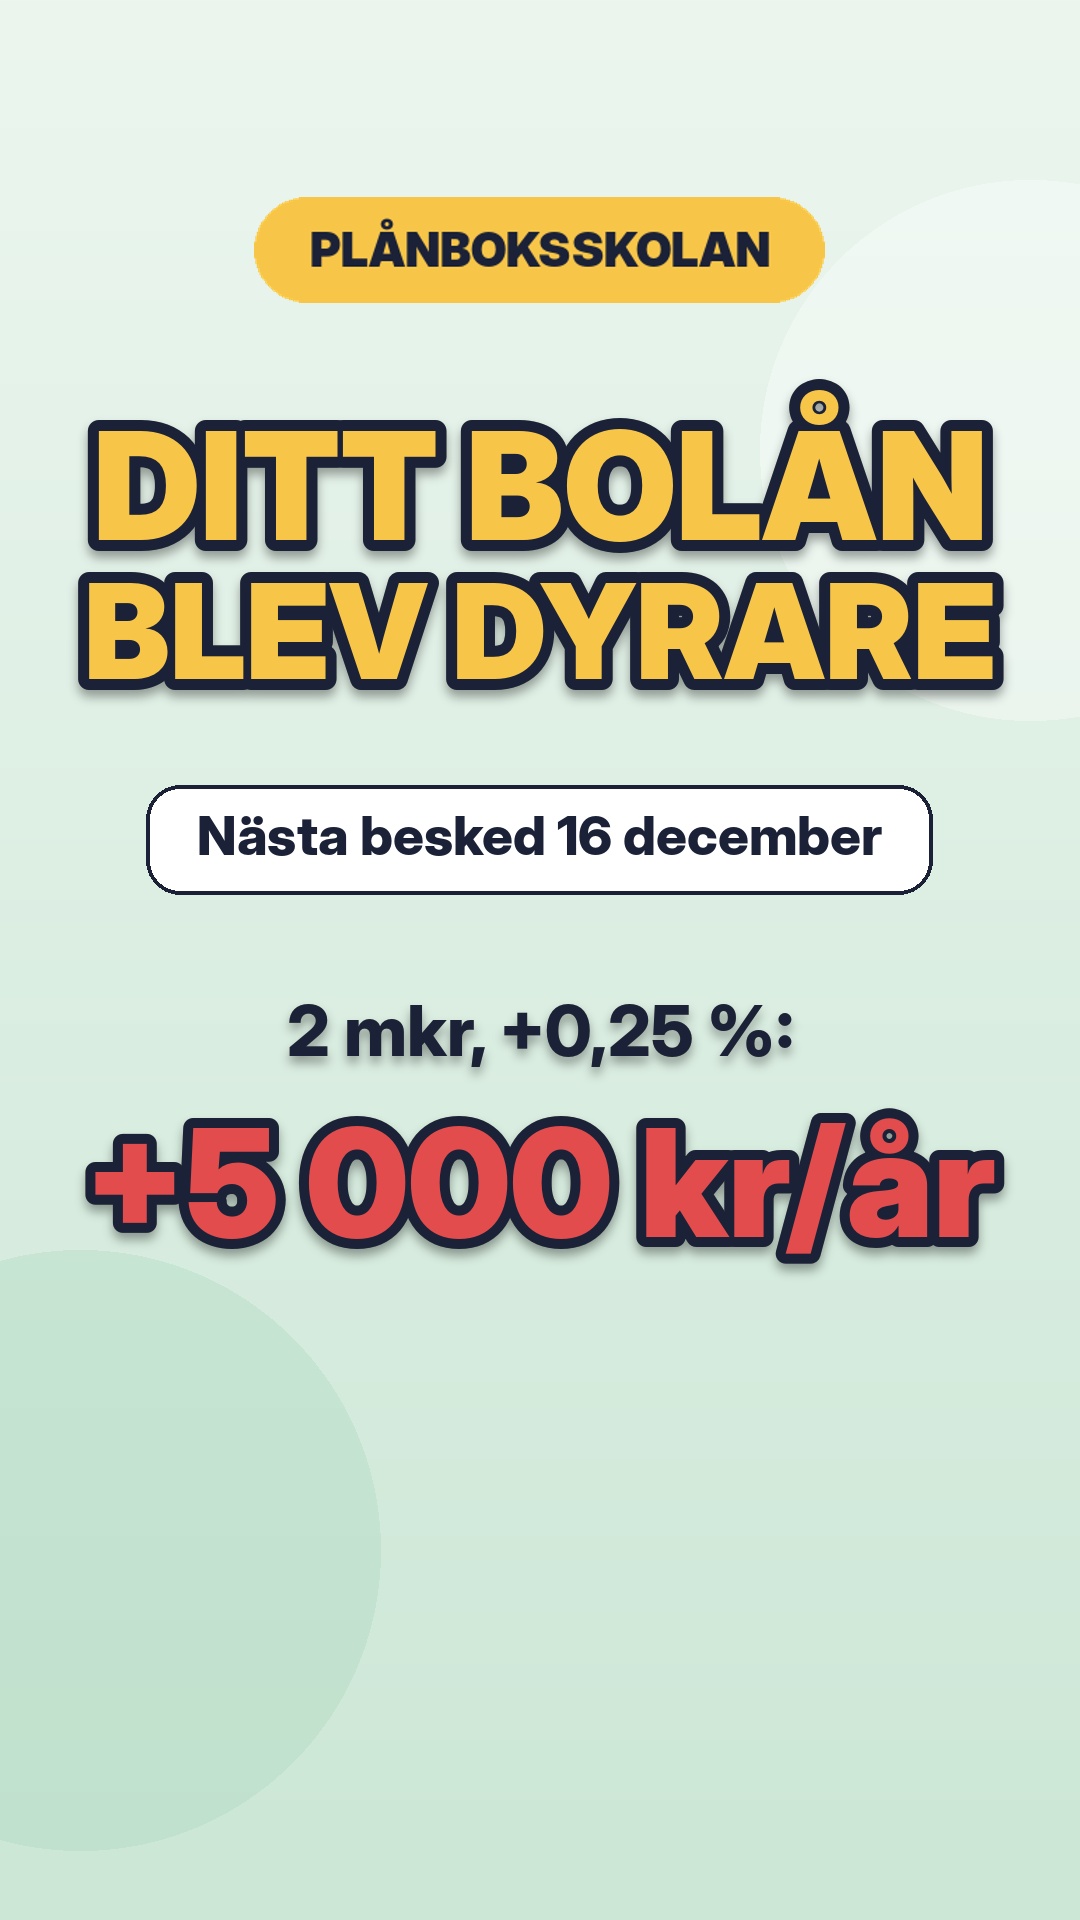 PLÅNBOKSSKOLAN
DITT BOLÅN
BLEV DYRARE
Nästa besked 16 december
2 mkr, +0,25 %:
+5 000 kr/år